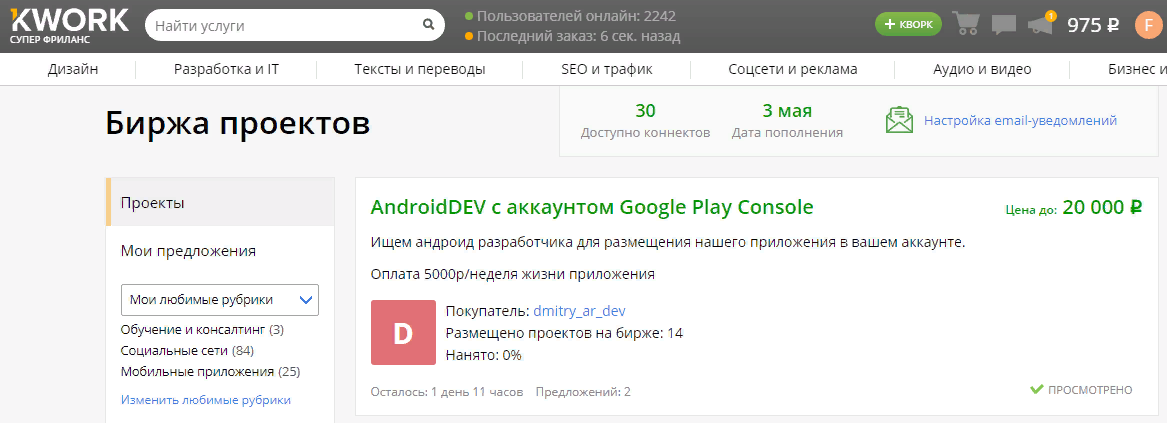 KWORK
СУПЕР ФРИЛАНС
Найти услуги
Пользователей онлайн: 2242
Последний заказ: 6 сек. назад
+ КВОРК
1
975 ₽
F
Дизайн Разработка и IT Тексты и переводы SEO и трафик Соцсети и реклама Аудио и видео Бизнес и
Биржа проектов
30
Доступно коннектов
3 мая
Дата пополнения
Настройка email-уведомлений
Проекты
Мои предложения
Мои любимые рубрики
Обучение и консалтинг (3)
Социальные сети (84)
Мобильные приложения (25)
Изменить любимые рубрики
AndroidDEV с аккаунтом Google Play Console
Цена до: 20 000 ₽
Ищем андроид разработчика для размещения нашего приложения в вашем аккаунте.
Оплата 5000р/неделя жизни приложения
D
Покупатель: dmitry_ar_dev
Размещено проектов на бирже: 14
Нанято: 0%
Осталось: 1 день 11 часов Предложений: 2
ПРОСМОТРЕНО